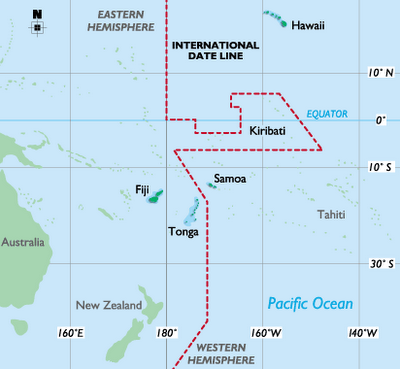 N
EASTERN
HEMISPHERE
Hawaii
INTERNATIONAL
DATE LINE
10° N
EQUATOR
0°
Kiribati
10° S
Samoa
Fiji
Tahiti
Tonga
Australia
30° S
New Zealand
Pacific Ocean
160°E
180°
160°W
140°W
WESTERN
HEMISPHERE